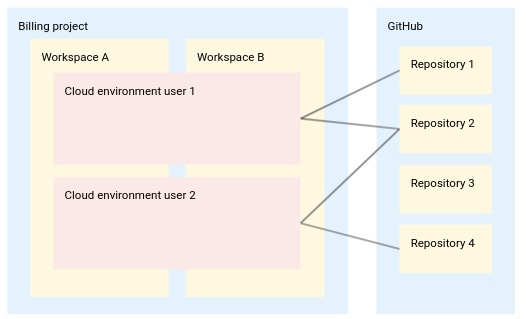 Billing project
GitHub
Workspace A
Workspace B
Repository 1
Cloud environment user 1
Repository 2
Repository 3
Cloud environment user 2
Repository 4